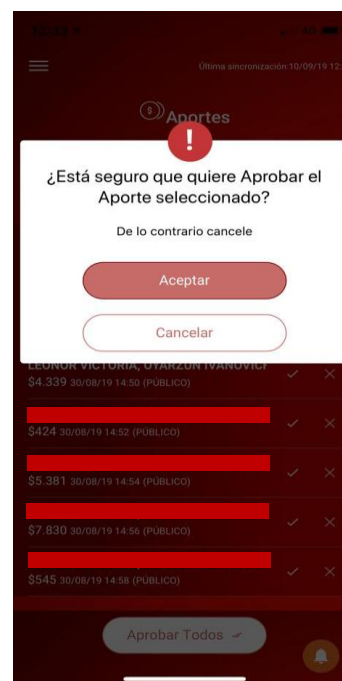 Última sincronización:10/09/19 12:
Aportes
!
¿Está seguro que quiere Aprobar el
Aporte seleccionado?
De lo contrario cancele
Aceptar
Cancelar
LEONOR VICTORIA, OYARZUN IVANOVICH
$4.339 30/08/19 14:50 (PÚBLICO)
$424 30/08/19 14:52 (PÚBLICO)
$5.381 30/08/19 14:54 (PÚBLICO)
$7.830 30/08/19 14:56 (PÚBLICO)
$545 30/08/19 14:58 (PÚBLICO)
Aprobar Todos